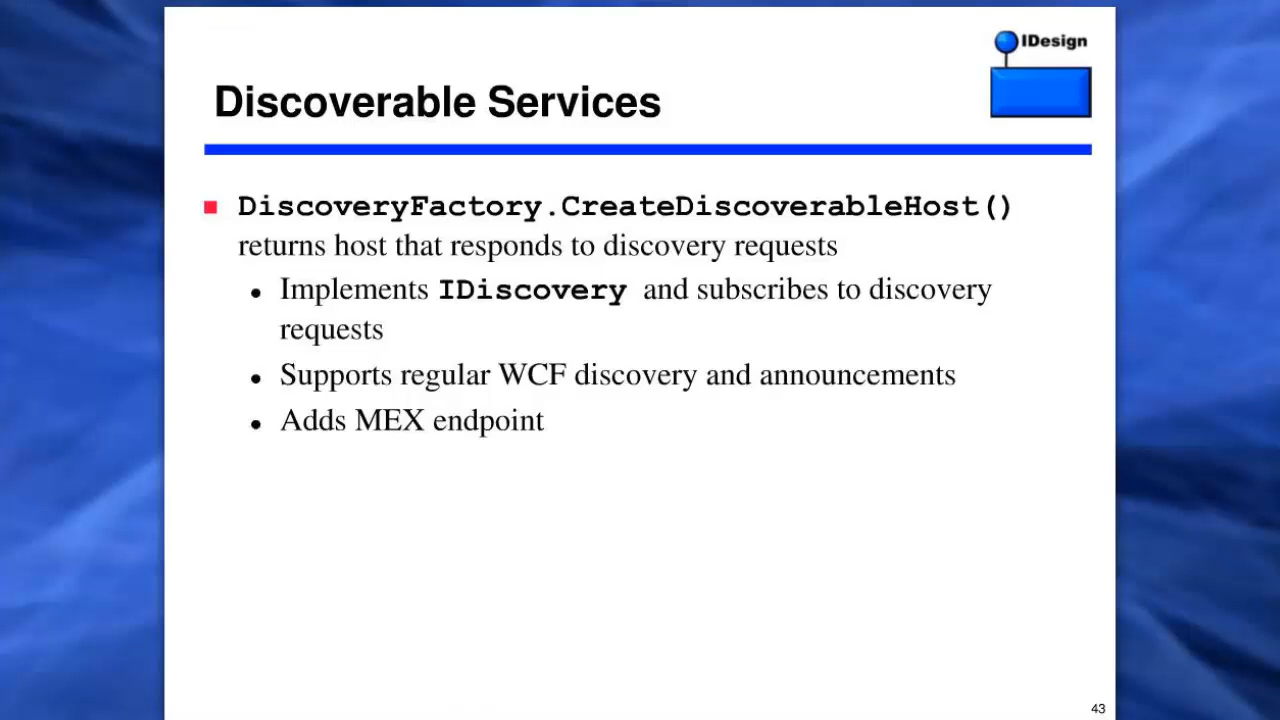 IDesign
Discoverable Services
DiscoveryFactory.CreateDiscoverableHost()
returns host that responds to discovery requests
Implements IDiscovery and subscribes to discovery
requests
Supports regular WCF discovery and announcements
Adds MEX endpoint
43